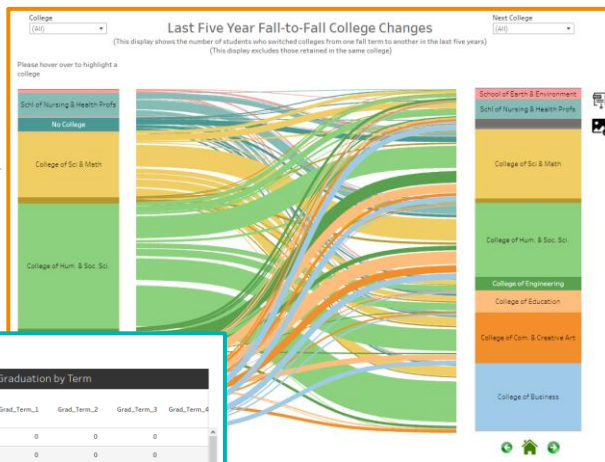 College
(All)
Last Five Year Fall-to-Fall College Changes
Next College
(All)
(This display shows the number of students who switched colleges from one fall term to another in the last five years)
(This display excludes those retained in the same college)
Please hover over to highlight a
college
Schl of Nursing & Health Profs
No College
College of Sci & Math
College of Hum. & Soc. Sci.
School of Earth & Environment
Schl of Nursing & Health Profs
College of Sci & Math
College of Hum. & Soc. Sci.
College of Engineering
College of Education
College of Com. & Creative Art
College of Business
Graduation by Term
Grad_Term_1 Grad_Term_2 Grad_Term_3 Grad_Term_4
0 0 0
0 0 0